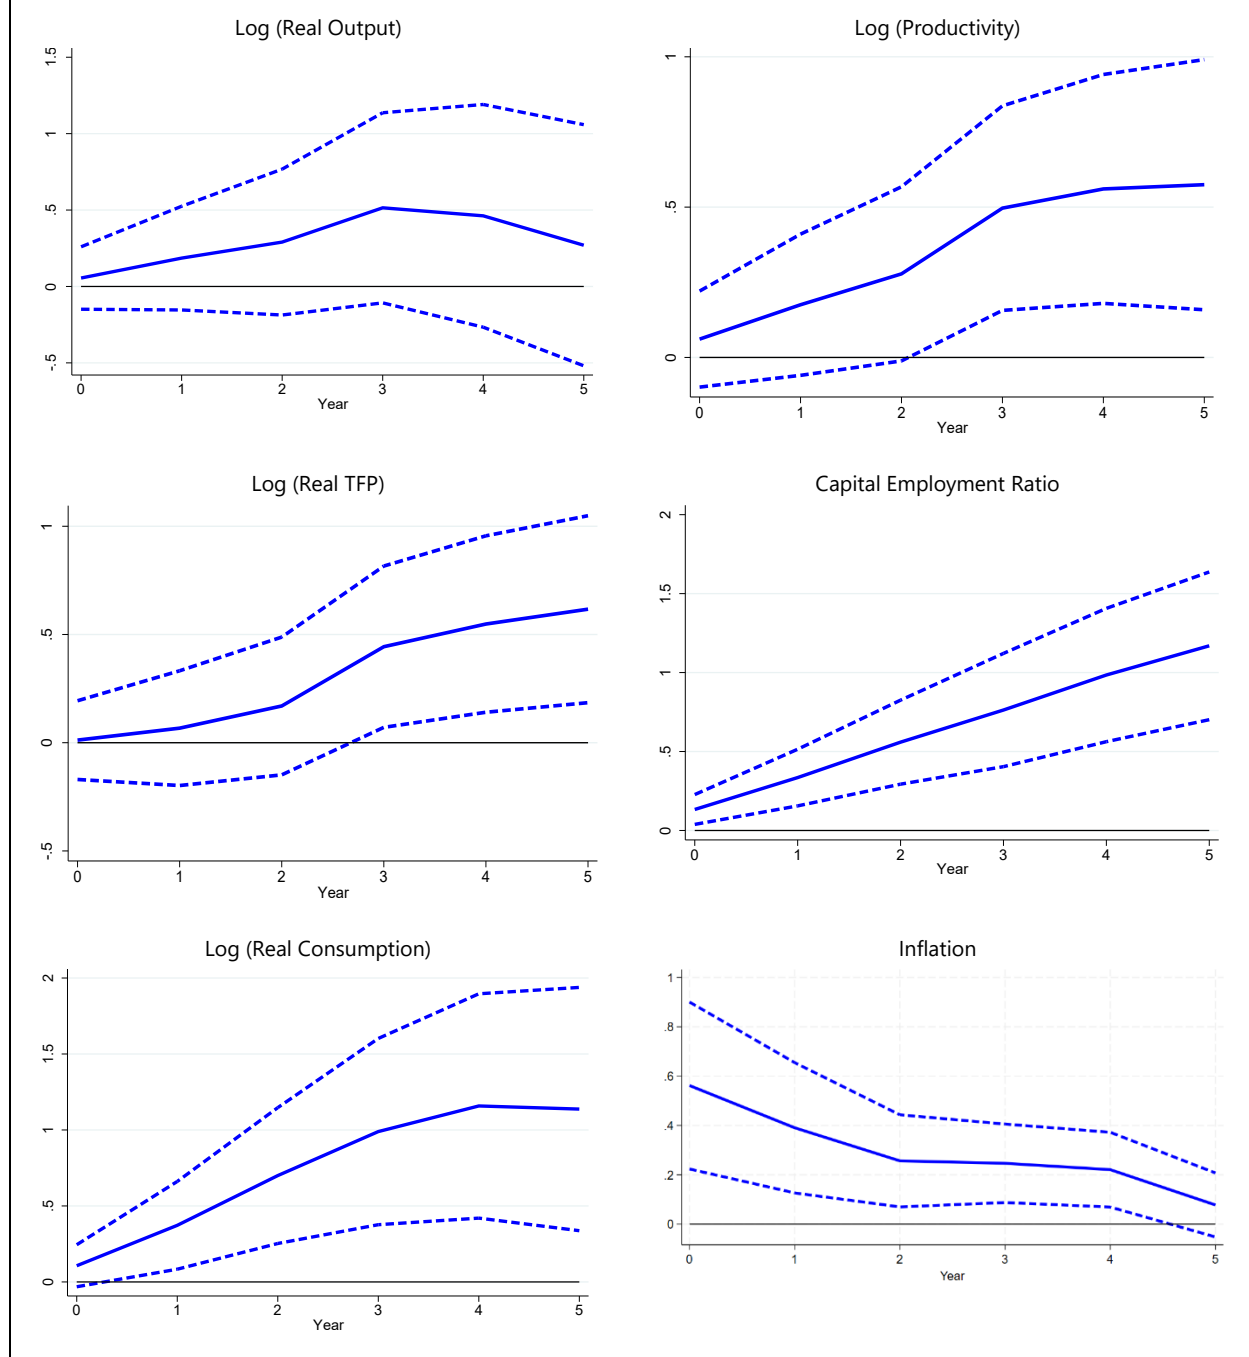 Log (Real Output)
1.5
1
.5
0
-.5
0 1 2 3 4 5
Year
Log (Productivity)
1
.5
0
0 1 2 3 4 5
Year
Log (Real TFP)
1
.5
0
-.5
0 1 2 3 4 5
Year
Capital Employment Ratio
2
1.5
1
.5
0
0 1 2 3 4 5
Year
Log (Real Consumption)
2
1.5
1
.5
0
0 1 2 3 4 5
Year
Inflation
1
.8
.6
.4
.2
0
0 1 2 3 4 5
Year